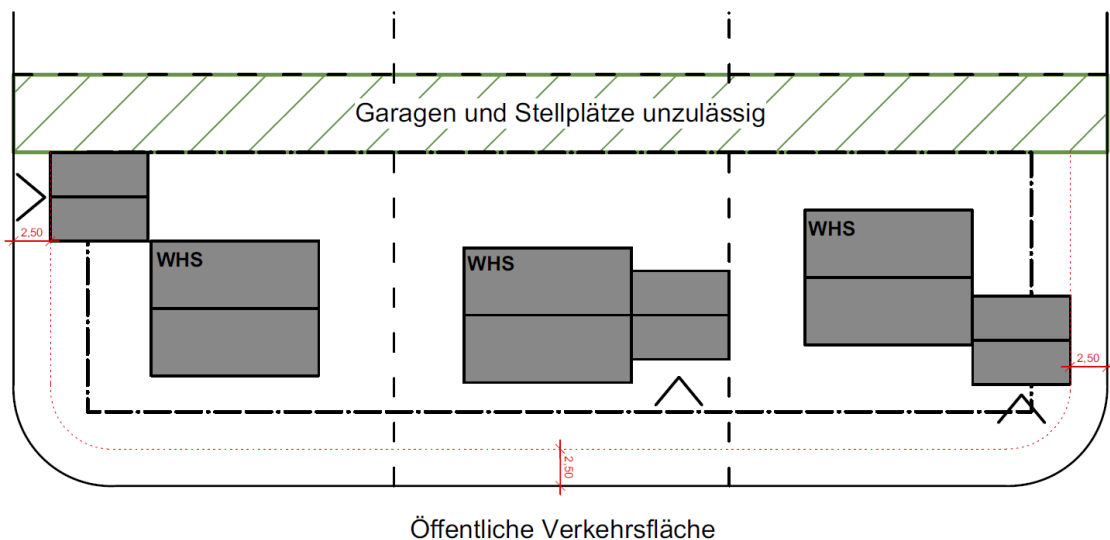 Garagen und Stellplätze unzulässig
WHS
2,50
WHS
WHS
2,50
2,50
Öffentliche Verkehrsfläche